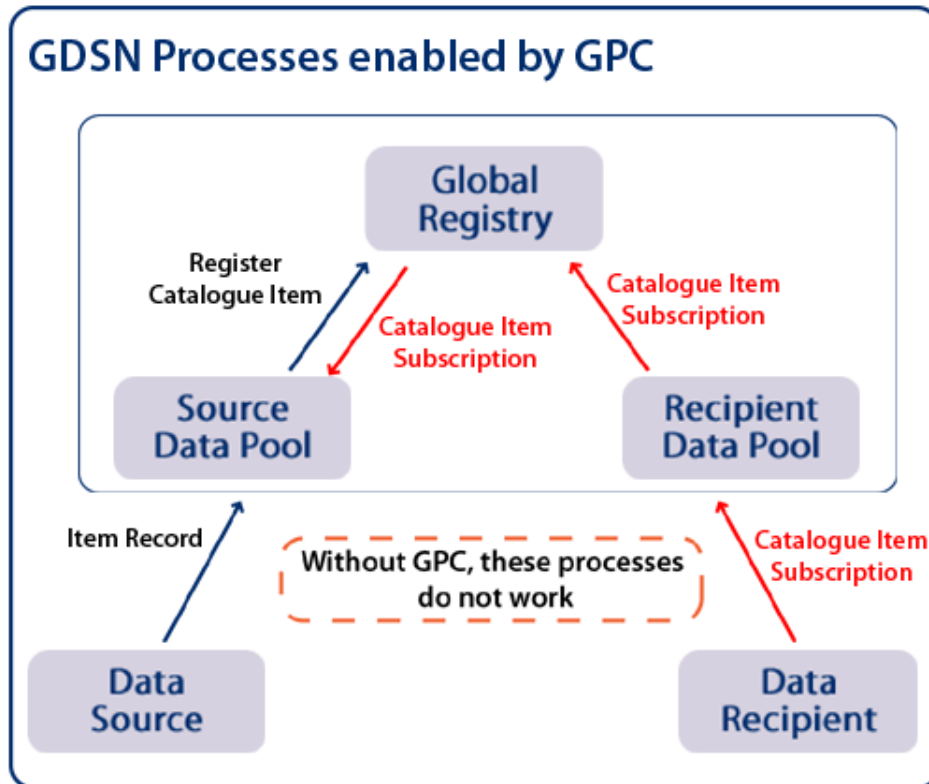 GDSN Processes enabled by GPC
Global
Registry
Register
Catalogue Item
Catalogue Item
Subscription
Catalogue Item
Subscription
Source
Data Pool
Recipient
Data Pool
Item Record
Without GPC, these processes
do not work
Catalogue Item
Subscription
Data
Source
Data
Recipient